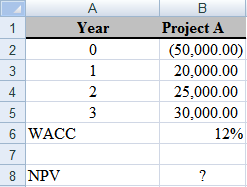 A B
1 Year Project A
2 0 (50,000.00)
3 1 20,000.00
4 2 25,000.00
5 3 30,000.00
6 WACC 12%
7
8 NPV ?